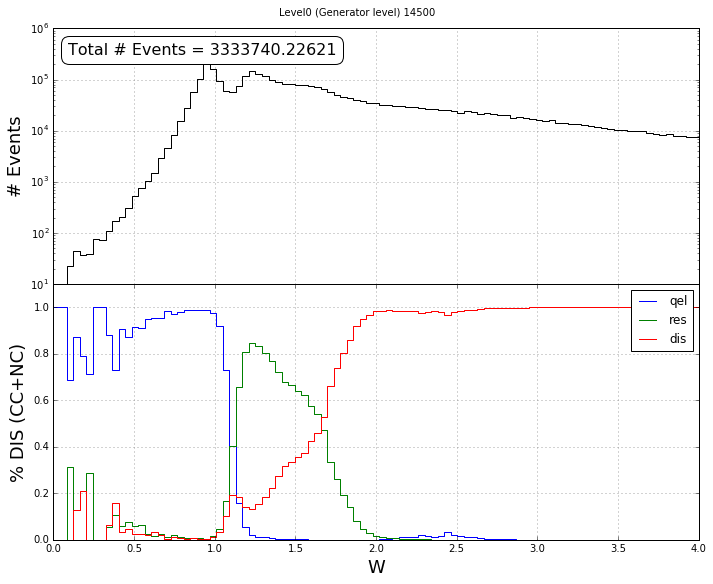 Level0 (Generator level) 14500
Total # Events = 3333740.22621
# Events
10^6
10^5
10^4
10^3
10^2
10^1
% DIS (CC+NC)
1.0
0.8
0.6
0.4
0.2
0.0
qel
res
dis
0.0 0.5 1.0 1.5 2.0 2.5 3.0 3.5 4.0
W